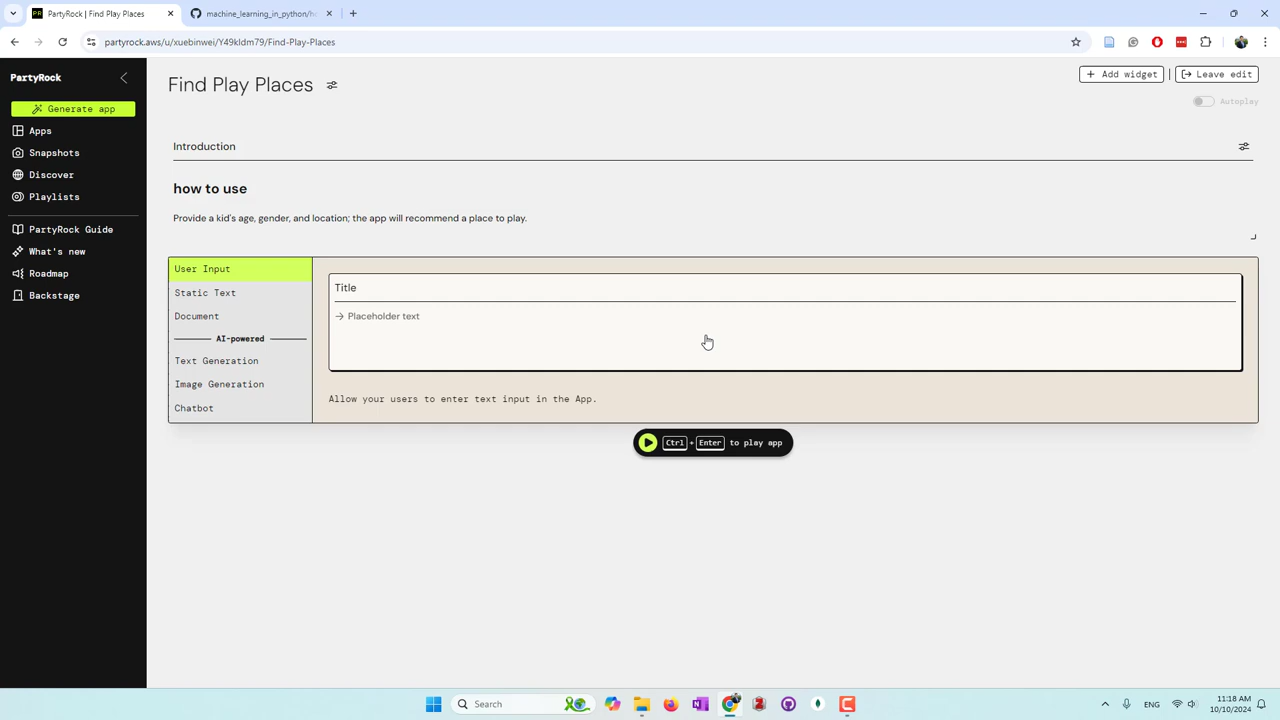 PartyRock | Find Play Places
machine_learning_in_python/ho
partyrock.aws/u/xuebinwei/Y49kldm79/Find-Play-Places
PartyRock
Generate app
Apps
Snapshots
Discover
Playlists
PartyRock Guide
What's new
Roadmap
Backstage
Find Play Places
Add widget
Leave edit
Autoplay
Introduction
how to use
Provide a kid's age, gender, and location; the app will recommend a place to play.
User Input
Static Text
Document
AI-powered
Text Generation
Image Generation
Chatbot
Title
Placeholder text
Allow your users to enter text input in the App.
Ctrl + Enter to play app
Search
ENG
11:18 AM
10/10/2024